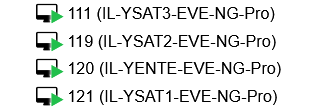 111 (IL-YSAT3-EVE-NG-Pro)
119 (IL-YSAT2-EVE-NG-Pro)
120 (IL-YENTE-EVE-NG-Pro)
121 (IL-YSAT1-EVE-NG-Pro)